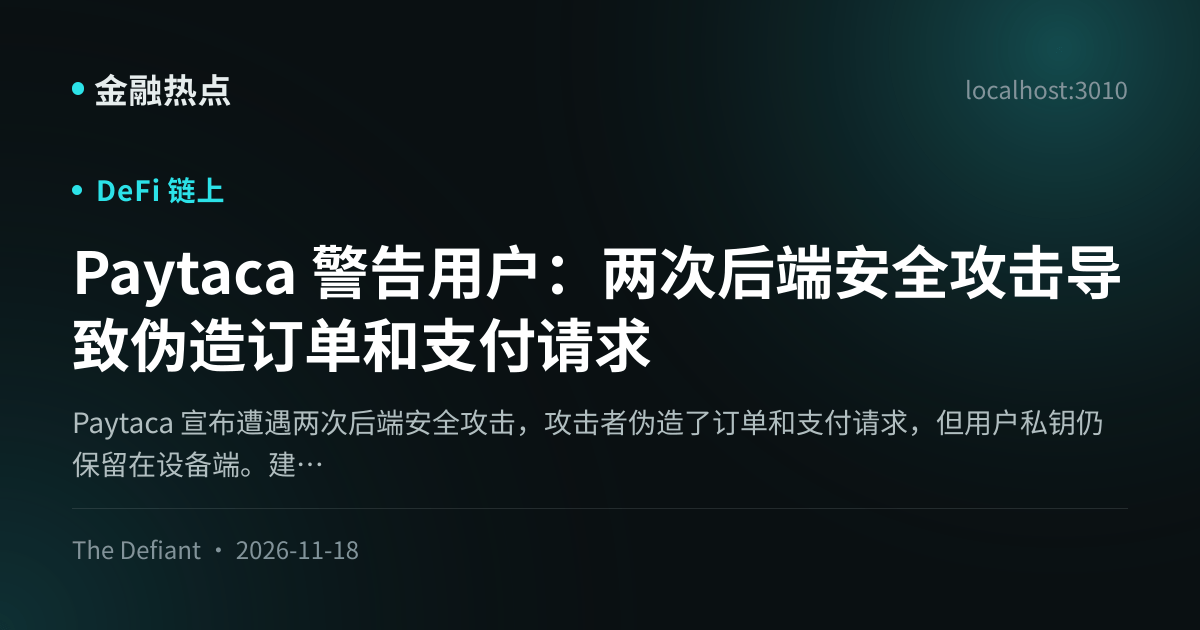 金融热点
localhost:3010
DeFi 链上
Paytaca 警告用户：两次后端安全攻击导
致伪造订单和支付请求
Paytaca 宣布遭遇两次后端安全攻击，攻击者伪造了订单和支付请求，但用户私钥仍
保留在设备端。建…
The Defiant · 2026-11-18